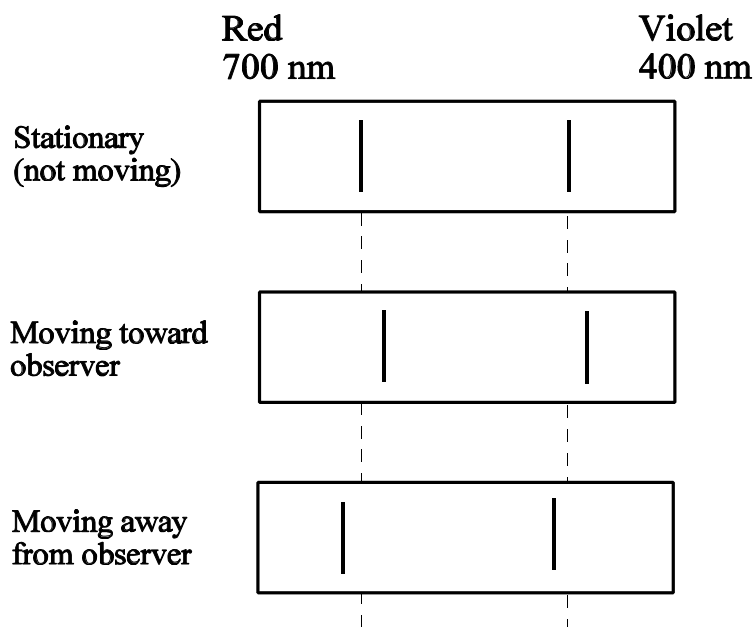 Red
700 nm
Violet
400 nm
Stationary
(not moving)
Moving toward
observer
Moving away
from observer